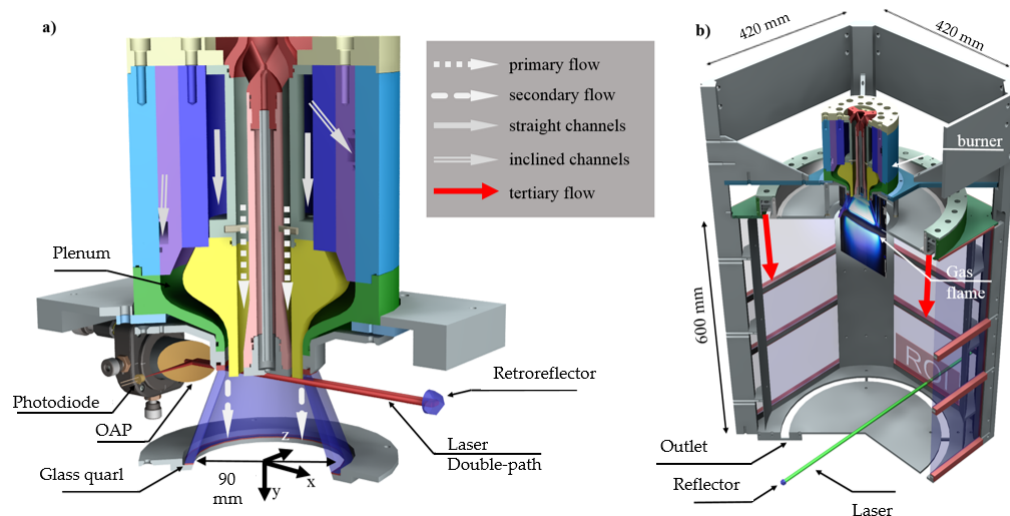 a)
primary flow
secondary flow
straight channels
inclined channels
tertiary flow
Plenum
Photodiode
OAP
Glass quarl
90
mm
z
x
y
Retroreflector
Laser
Double-path
b)
420 mm
420 mm
burner
Gas
flame
600 mm
ROI
Outlet
Reflector
Laser